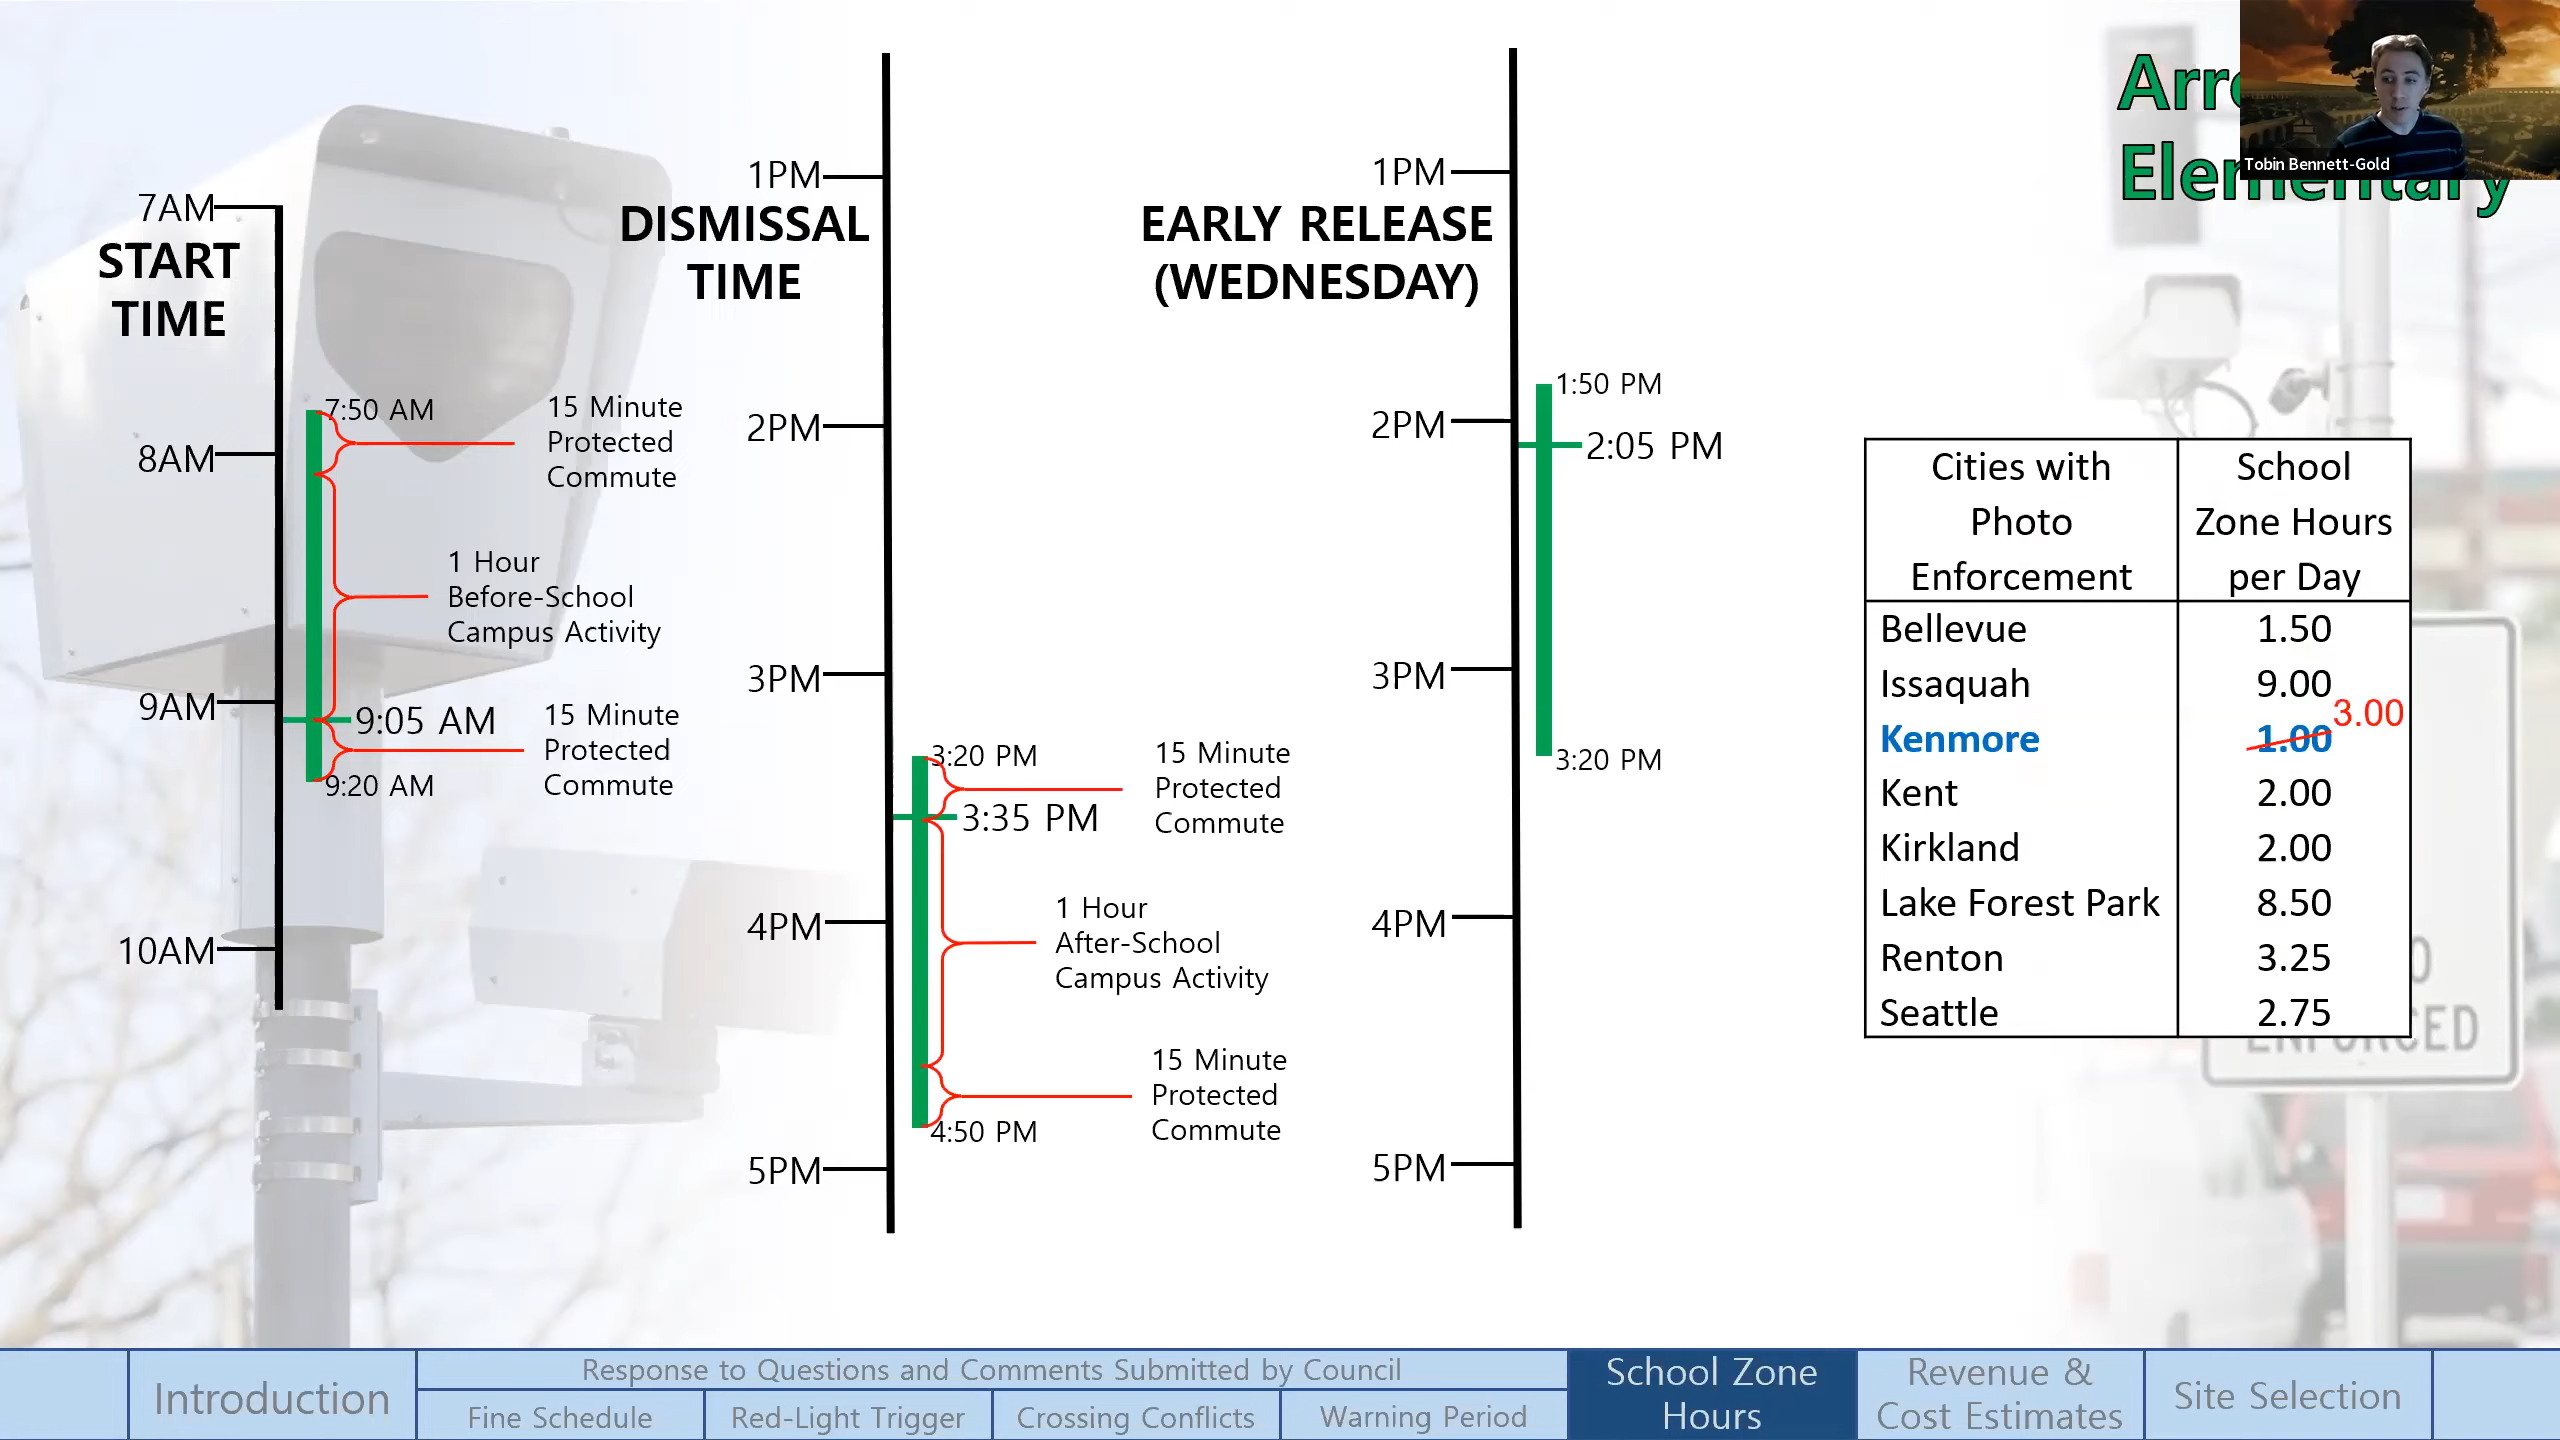 Elementary
Tobin Bennett-Gold
7AM
START
TIME
8AM
9AM
10AM
7:50 AM
15 Minute
Protected
Commute
1 Hour
Before-School
Campus Activity
9:05 AM
15 Minute
Protected
Commute
9:20 AM
1PM
DISMISSAL
TIME
2PM
3PM
4PM
5PM
3:20 PM
15 Minute
Protected
Commute
3:35 PM
1 Hour
After-School
Campus Activity
15 Minute
Protected
Commute
4:50 PM
1PM
EARLY RELEASE
(WEDNESDAY)
2PM
3PM
4PM
5PM
1:50 PM
2:05 PM
3:20 PM
Cities with Photo Enforcement School Zone Hours per Day
Bellevue 1.50
Issaquah 9.00
Kenmore 1.00 3.00
Kent 2.00
Kirkland 2.00
Lake Forest Park 8.50
Renton 3.25
Seattle 2.75
Introduction
Response to Questions and Comments Submitted by Council
Fine Schedule
Red-Light Trigger
Crossing Conflicts
Warning Period
School Zone
Hours
Revenue &
Cost Estimates
Site Selection